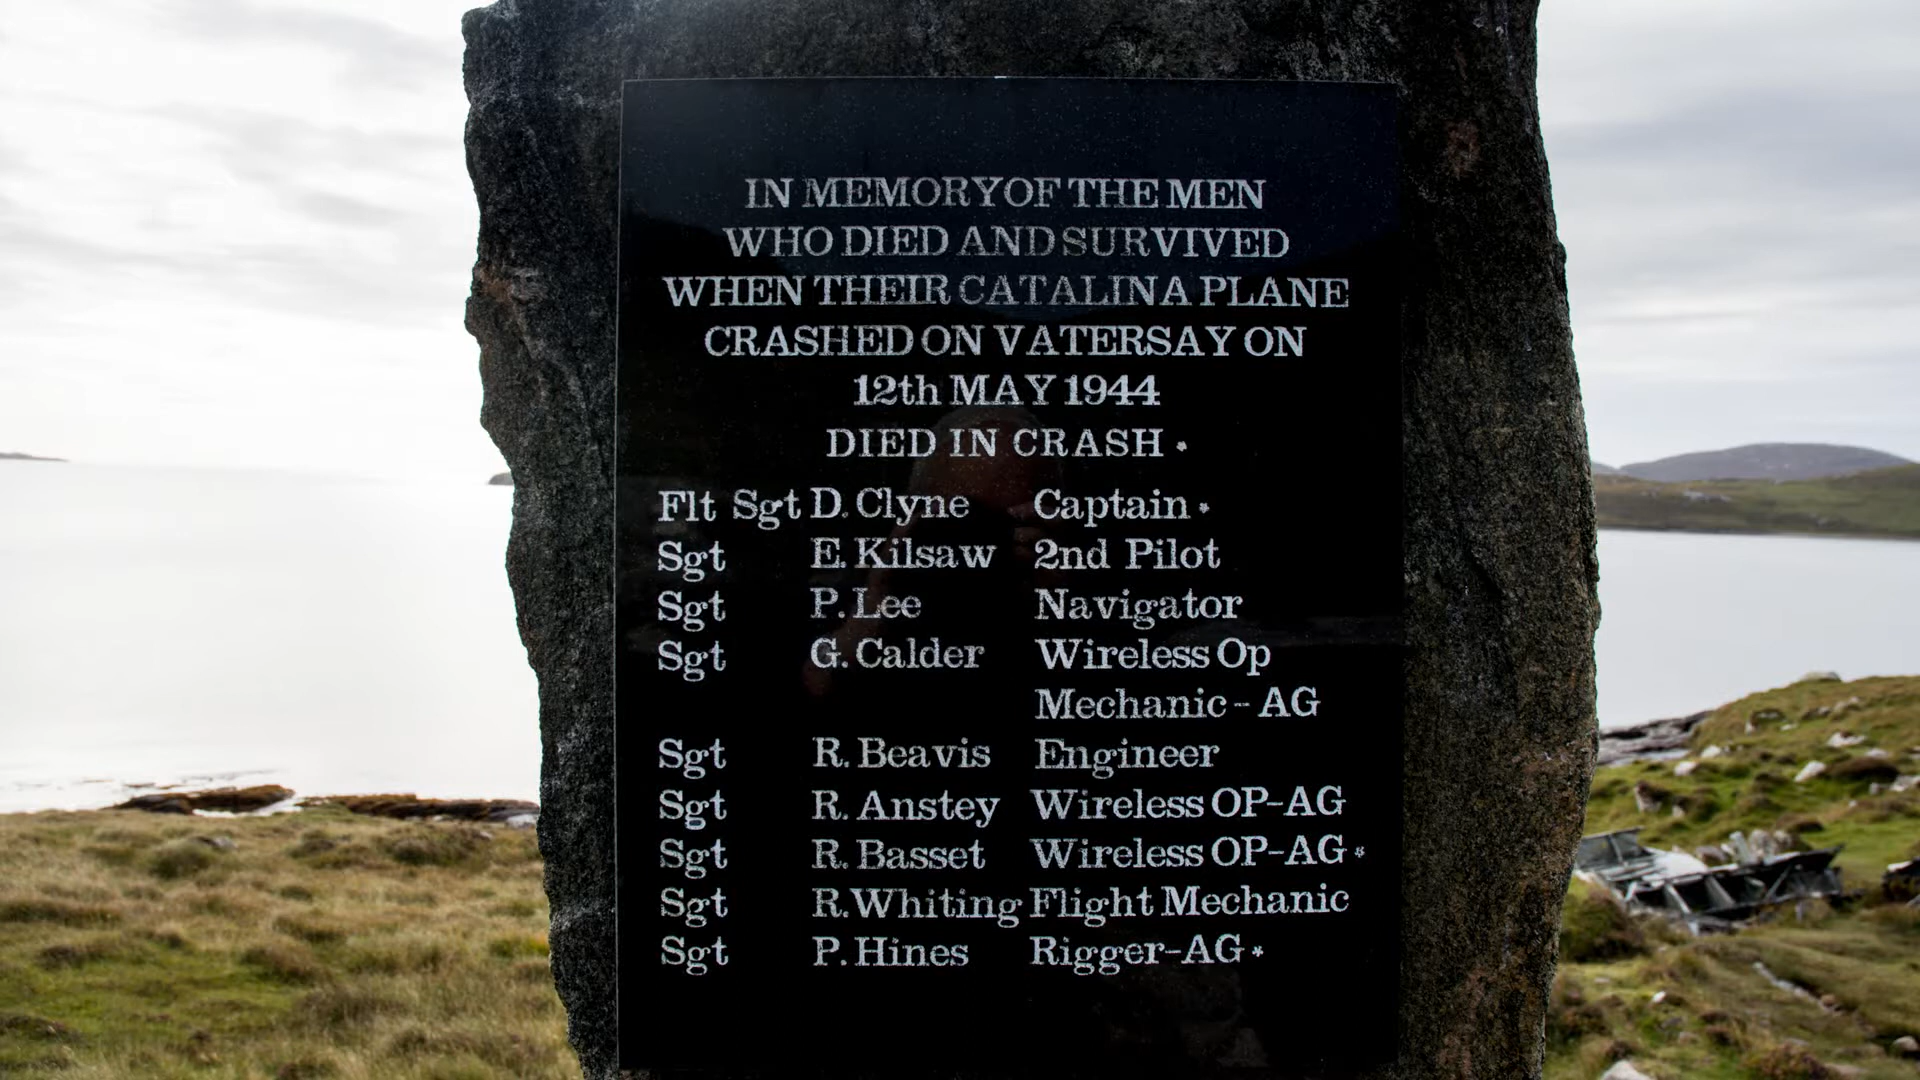 IN MEMORY OF THE MEN
WHO DIED AND SURVIVED
WHEN THEIR CATALINA PLANE
CRASHED ON VATERSAY ON
12th MAY 1944
DIED IN CRASH *
Flt Sgt D. Clyne Captain *
Sgt E. Kilsaw 2nd Pilot
Sgt P. Lee Navigator
Sgt G. Calder Wireless Op
Mechanic - AG
Sgt R. Beavis Engineer
Sgt R. Anstey Wireless OP-AG
Sgt R. Basset Wireless OP-AG *
Sgt R. Whiting Flight Mechanic
Sgt P. Hines Rigger-AG *